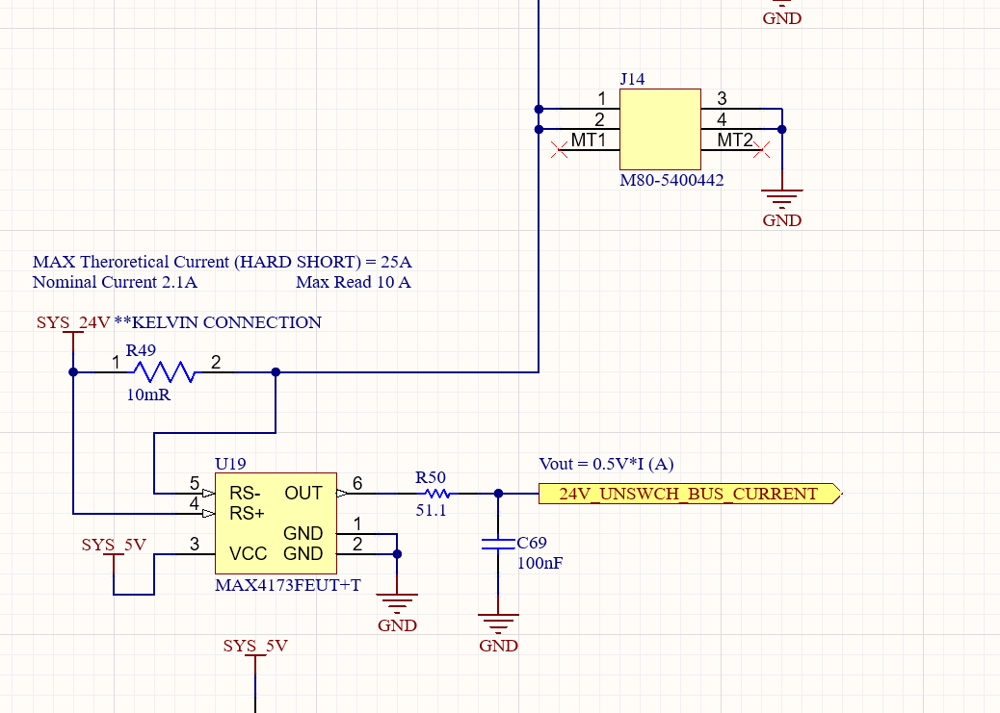 GND
J14
1
3
2
4
MT1
MT2
M80-5400442
GND
MAX Theroretical Current (HARD SHORT) = 25A
Nominal Current 2.1A Max Read 10 A
SYS_24V **KELVIN CONNECTION
R49
1
2
10mR
U19
Vout = 0.5V*I (A)
5
RS-
OUT
6
R50
51.1
24V_UNSWCH_BUS_CURRENT
4
RS+
GND
1
SYS_5V
3
VCC
GND
2
C69
100nF
MAX4173FEUT+T
GND
GND
SYS_5V